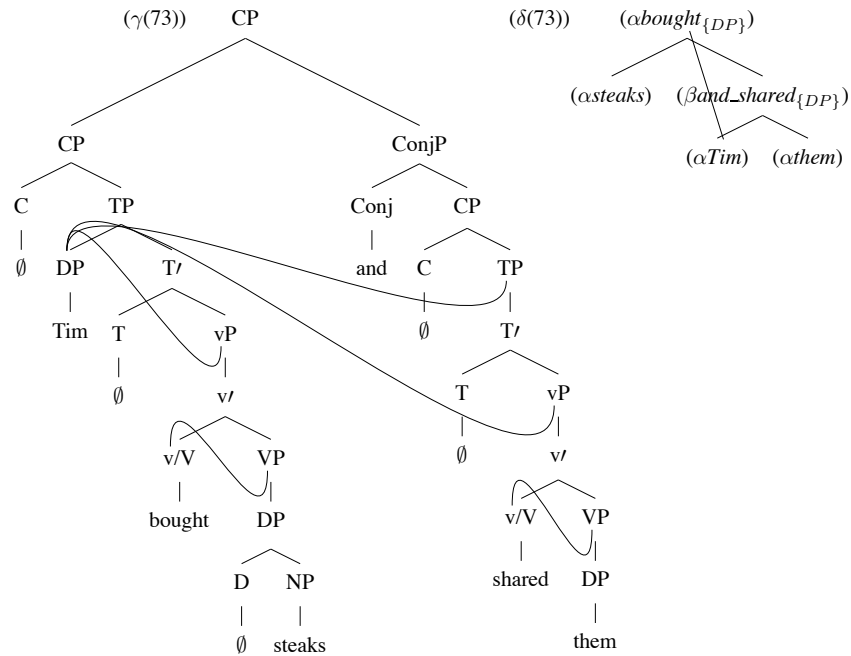 (γ(73)) CP (δ(73)) (αbought{DP})
(αsteaks) (βand_shared{DP})
CP ConjP (αTim) (αthem)
C TP Conj CP
∅ DP T′ and C TP
Tim T vP ∅ T′
∅ v′ T vP
v/V VP ∅ v′
bought DP v/V VP
D NP shared DP
∅ steaks them